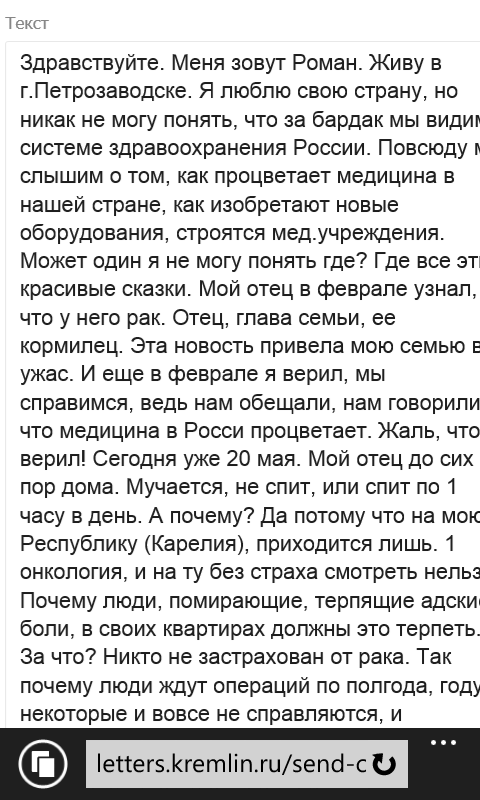 Текст
Здравствуйте. Меня зовут Роман. Живу в
г.Петрозаводске. Я люблю свою страну, но
никак не могу понять, что за бардак мы види
системе здравоохранения России. Повсюду
слышим о том, как процветает медицина в
нашей стране, как изобретают новые
оборудования, строятся мед.учреждения.
Может один я не могу понять где? Где все эт
красивые сказки. Мой отец в феврале узнал,
что у него рак. Отец, глава семьи, ее
кормилец. Эта новость привела мою семью в
ужас. И еще в феврале я верил, мы
справимся, ведь нам обещали, нам говорили
что медицина в Росси процветает. Жаль, что
верил! Сегодня уже 20 мая. Мой отец до сих
пор дома. Мучается, не спит, или спит по 1
часу в день. А почему? Да потому что на мою
Республику (Карелия), приходится лишь. 1
онкология, и на ту без страха смотреть нельз
Почему люди, помирающие, терпящие адски
боли, в своих квартирах должны это терпеть.
За что? Никто не застрахован от рака. Так
почему люди ждут операций по полгода, году
некоторые и вовсе не справляются, и
letters.kremlin.ru/send-c